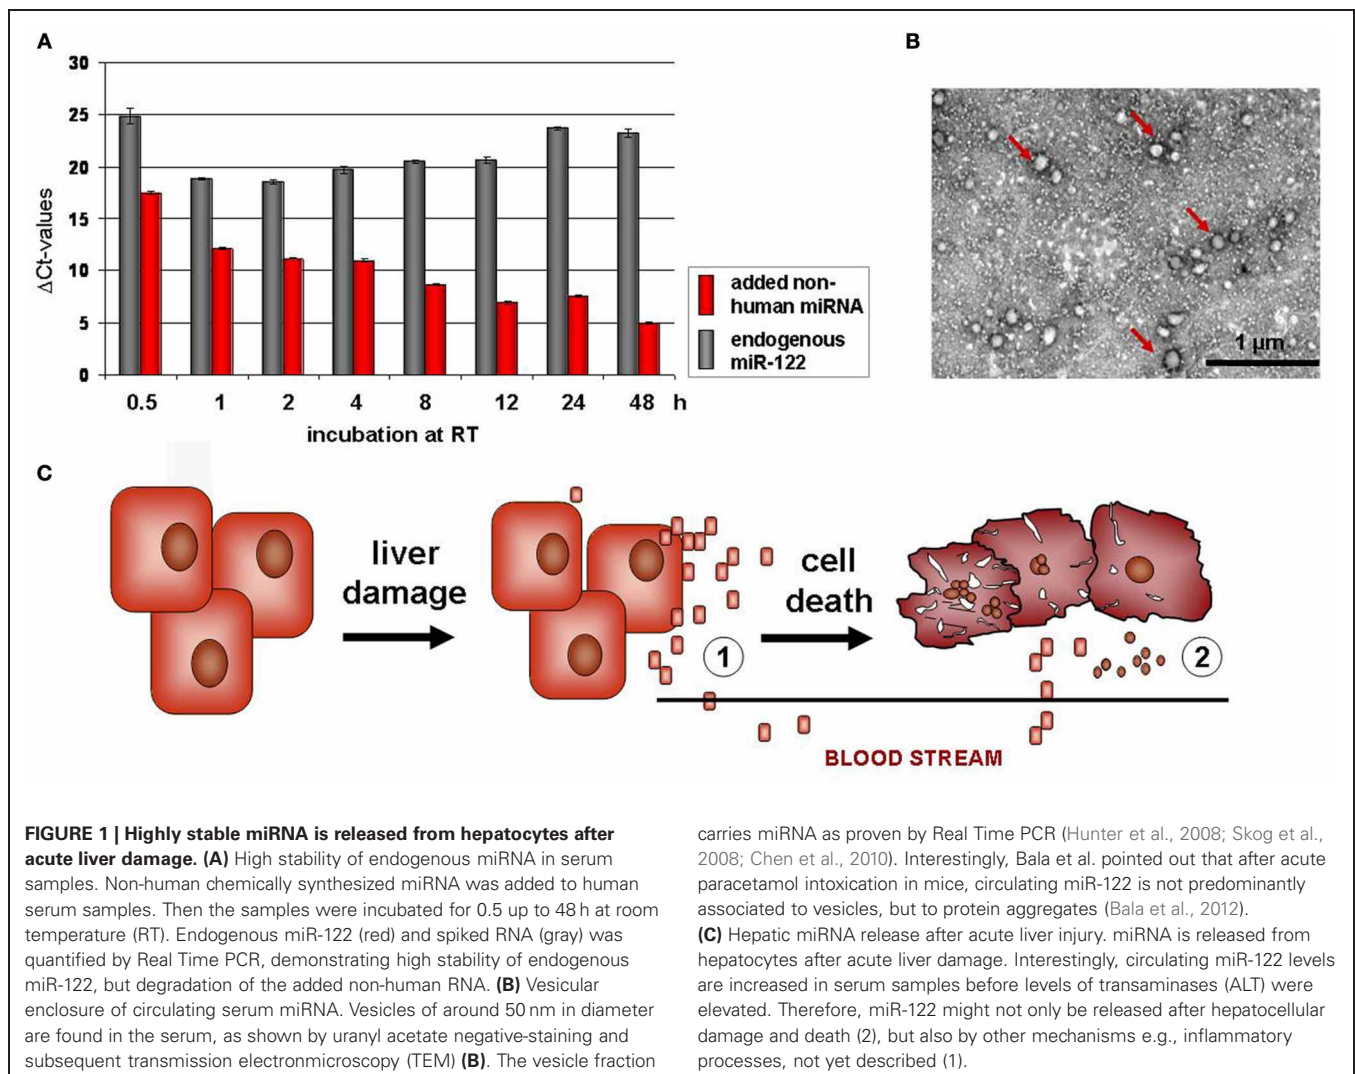 A
30
25
20
15
10
5
0
ΔCt-values
0.5 1 2 4 8 12 24 48 h
incubation at RT
added non-
human miRNA
endogenous
miR-122
B
1 µm
C
liver
damage
1
cell
death
2
BLOOD STREAM
FIGURE 1 | Highly stable miRNA is released from hepatocytes after
acute liver damage. (A) High stability of endogenous miRNA in serum
samples. Non-human chemically synthesized miRNA was added to human
serum samples. Then the samples were incubated for 0.5 up to 48 h at room
temperature (RT). Endogenous miR-122 (red) and spiked RNA (gray) was
quantified by Real Time PCR, demonstrating high stability of endogenous
miR-122, but degradation of the added non-human RNA. (B) Vesicular
enclosure of circulating serum miRNA. Vesicles of around 50 nm in diameter
are found in the serum, as shown by uranyl acetate negative-staining and
subsequent transmission electronmicroscopy (TEM) (B). The vesicle fraction
carries miRNA as proven by Real Time PCR (Hunter et al., 2008; Skog et al.,
2008; Chen et al., 2010). Interestingly, Bala et al. pointed out that after acute
paracetamol intoxication in mice, circulating miR-122 is not predominantly
associated to vesicles, but to protein aggregates (Bala et al., 2012).
(C) Hepatic miRNA release after acute liver injury. miRNA is released from
hepatocytes after acute liver damage. Interestingly, circulating miR-122 levels
are increased in serum samples before levels of transaminases (ALT) were
elevated. Therefore, miR-122 might not only be released after hepatocellular
damage and death (2), but also by other mechanisms e.g., inflammatory
processes, not yet described (1).